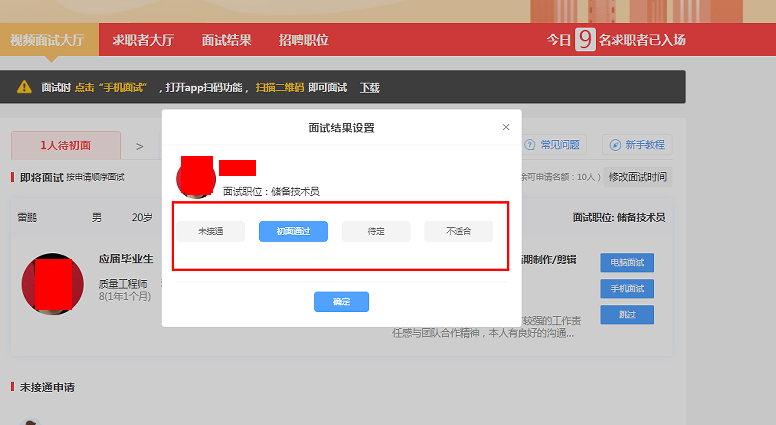 视频面试大厅 求职者大厅 面试结果 招聘职位 今日 9 名求职者已入场
面试时 点击“手机面试” ，打开app扫码功能， 扫描二维码 即可面试 下载
面试结果设置 ×
1人待初面 > 常见问题 新手教程
即将面试 按申请顺序面试 可申请名额：10人） 修改面试时间
面试职位：储备技术员
雷鹏 男 20岁 面试职位: 储备技术员
未接通 初面通过 待定 不适合
应届毕业生 期制作/剪辑 电脑面试
质量工程师
8(1年1个月) 手机面试
确定
较强的工作责 跳过
任感与团队合作精神，本人有良好的沟通...
未接通申请